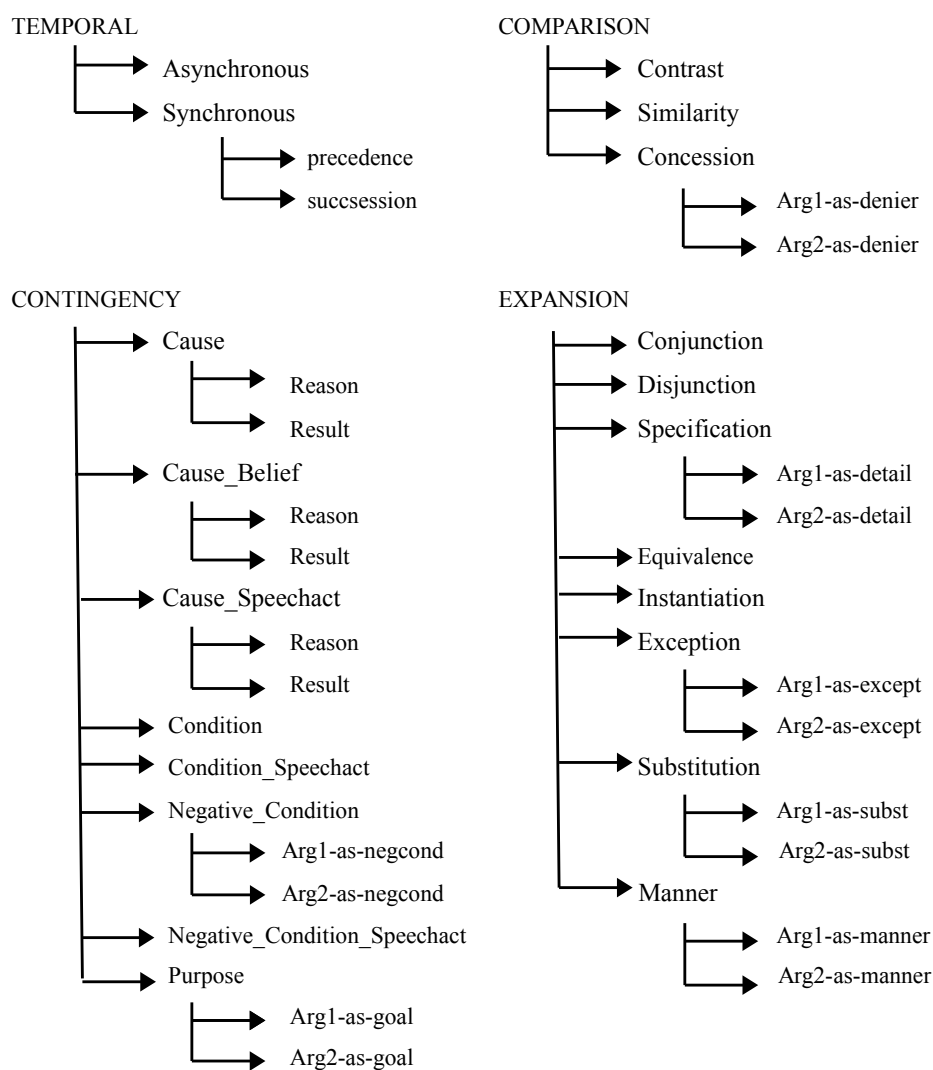 TEMPORAL
Asynchronous
Synchronous
precedence
succsession
COMPARISON
Contrast
Similarity
Concession
Arg1-as-denier
Arg2-as-denier
CONTINGENCY
Cause
Reason
Result
Cause_Belief
Reason
Result
Cause_Speechact
Reason
Result
Condition
Condition_Speechact
Negative_Condition
Arg1-as-negcond
Arg2-as-negcond
Negative_Condition_Speechact
Purpose
Arg1-as-goal
Arg2-as-goal
EXPANSION
Conjunction
Disjunction
Specification
Arg1-as-detail
Arg2-as-detail
Equivalence
Instantiation
Exception
Arg1-as-except
Arg2-as-except
Substitution
Arg1-as-subst
Arg2-as-subst
Manner
Arg1-as-manner
Arg2-as-manner